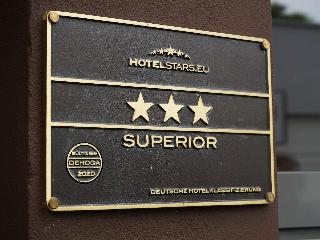 HOTELSTARS.EU
SUPERIOR
DEHOGA
2020
DEUTSCHE HOTELKLASSIFIZIERUNG